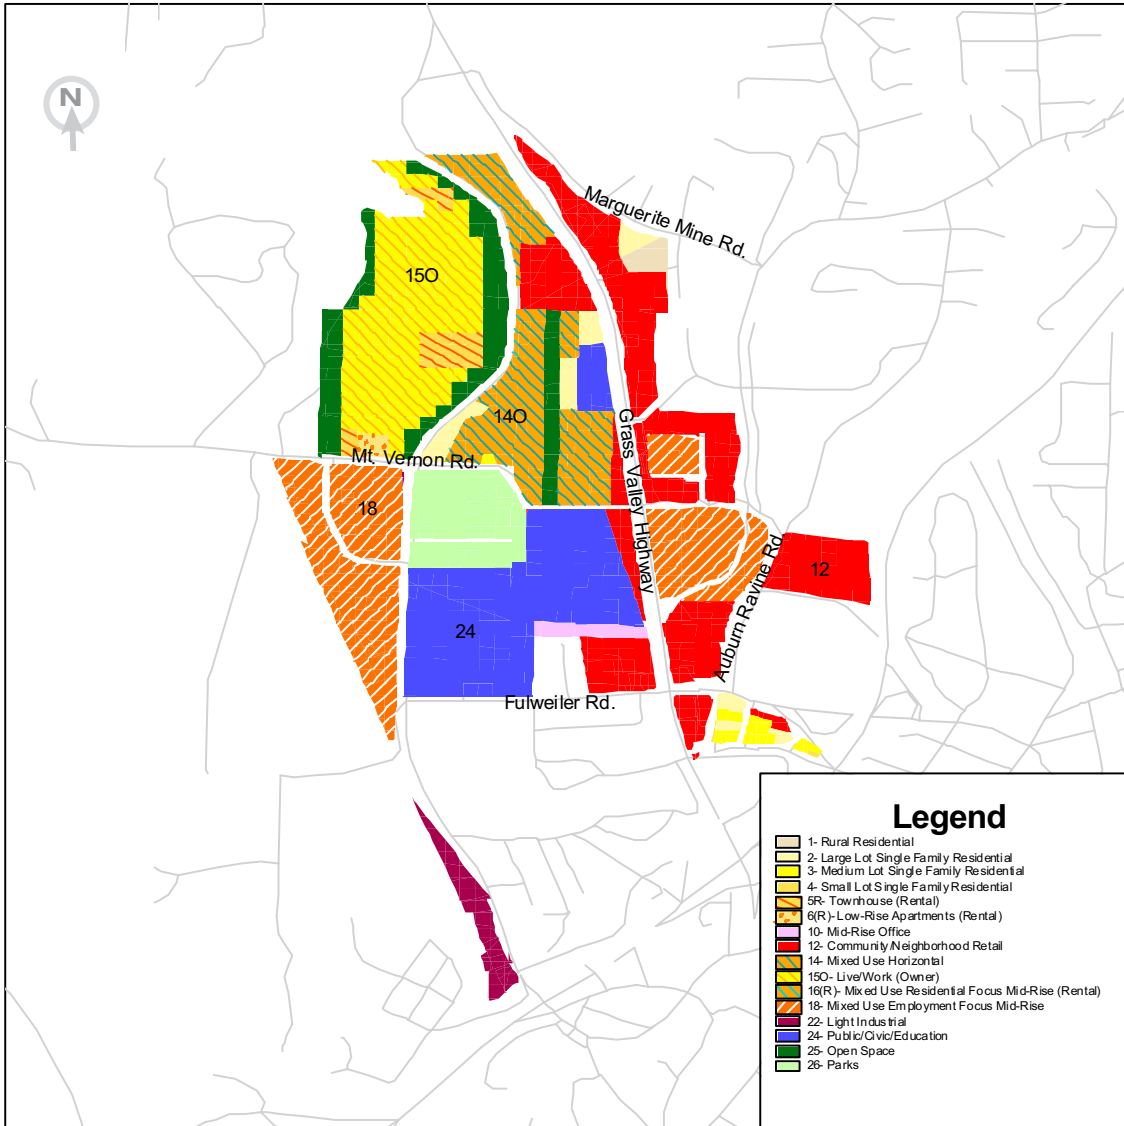 N
Marguerite Mine Rd.
15O
14O
Grass Valley Highway
Mt. Vernon Rd.
18
12
Auburn Ravine Rd
24
Fulweiler Rd.
Legend
1- Rural Residential
2- Large Lot Single Family Residential
3- Medium Lot Single Family Residential
4- Small Lot Single Family Residential
5R- Townhouse (Rental)
6(R)- Low-Rise Apartments (Rental)
10- Mid-Rise Office
12- Community/Neighborhood Retail
14- Mixed Use Horizontal
15O- Live/Work (Owner)
16(R)- Mixed Use Residential Focus Mid-Rise (Rental)
18- Mixed Use Employment Focus Mid-Rise
22- Light Industrial
24- Public/Civic/Education
25- Open Space
26- Parks